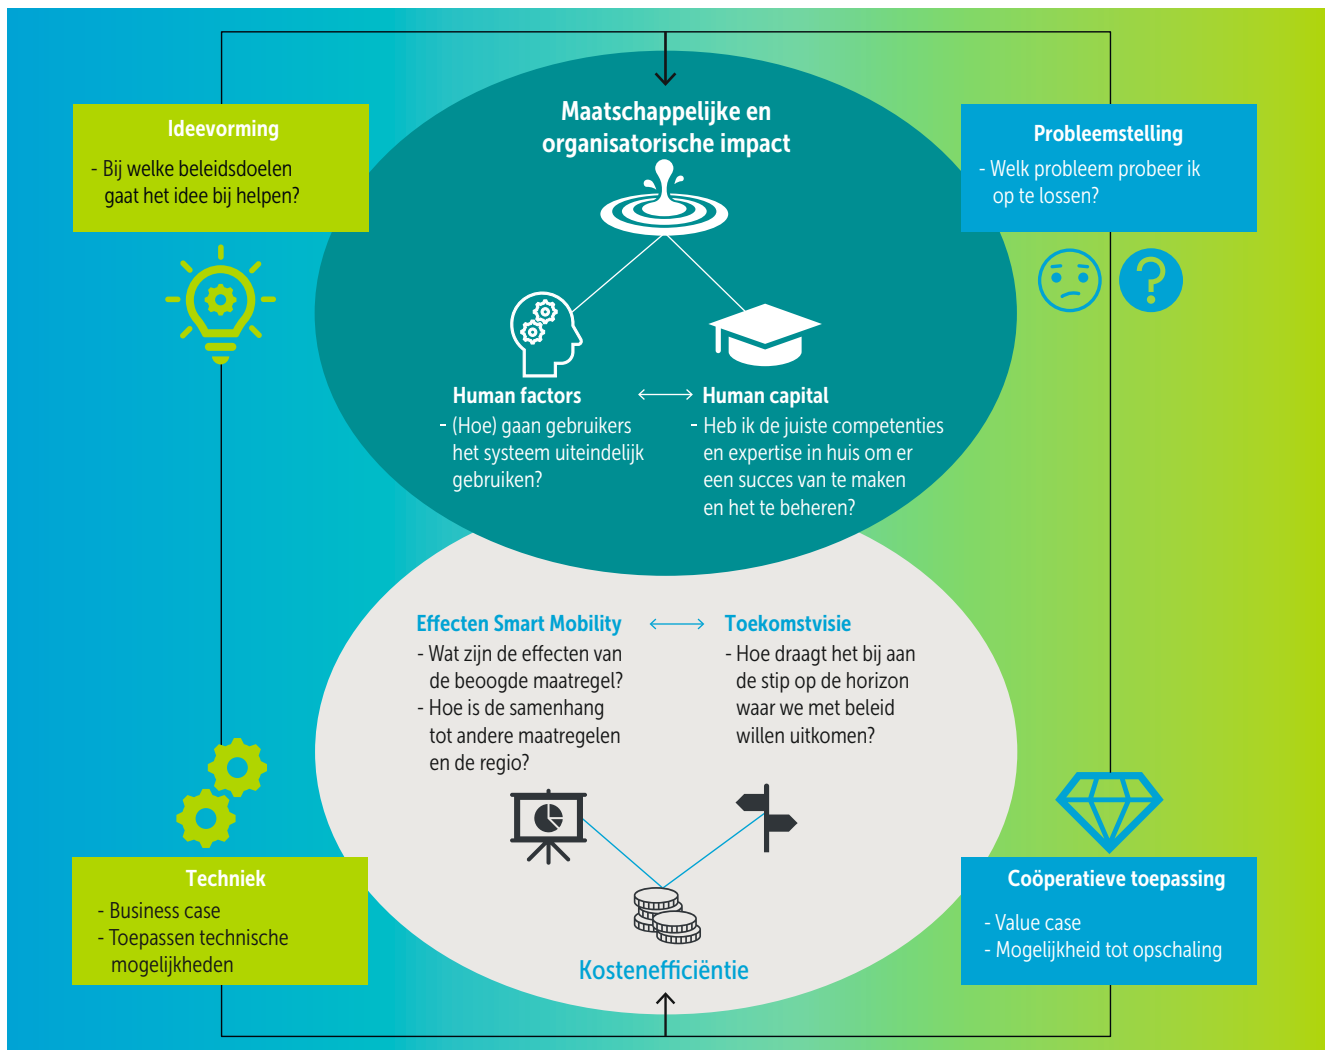 Maatschappelijke en
organisatorische impact
Ideevorming
- Bij welke beleidsdoelen
gaat het idee bij helpen?
Probleemstelling
- Welk probleem probeer ik
op te lossen?
?
Human factors
- (Hoe) gaan gebruikers
het systeem uiteindelijk
gebruiken?
Human capital
- Heb ik de juiste competenties
en expertise in huis om er
een succes van te maken
en het te beheren?
Effecten Smart Mobility
- Wat zijn de effecten van
de beoogde maatregel?
- Hoe is de samenhang
tot andere maatregelen
en de regio?
Toekomstvisie
- Hoe draagt het bij aan
de stip op de horizon
waar we met beleid
willen uitkomen?
Techniek
- Business case
- Toepassen technische
mogelijkheden
Coöperatieve toepassing
- Value case
- Mogelijkheid tot opschaling
Kostenefficiëntie